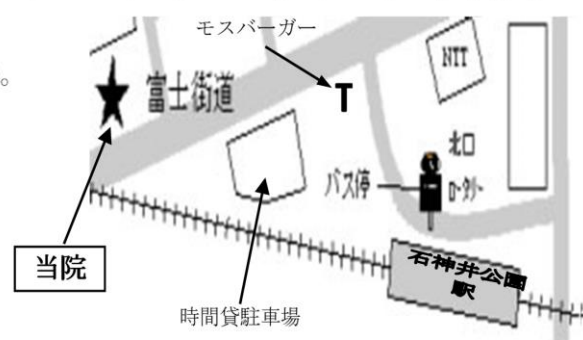 モスバーガー
。
NTT
富士街道
T
北口
ロータリー
バス停
当院
石神井公園
駅
時間貸駐車場